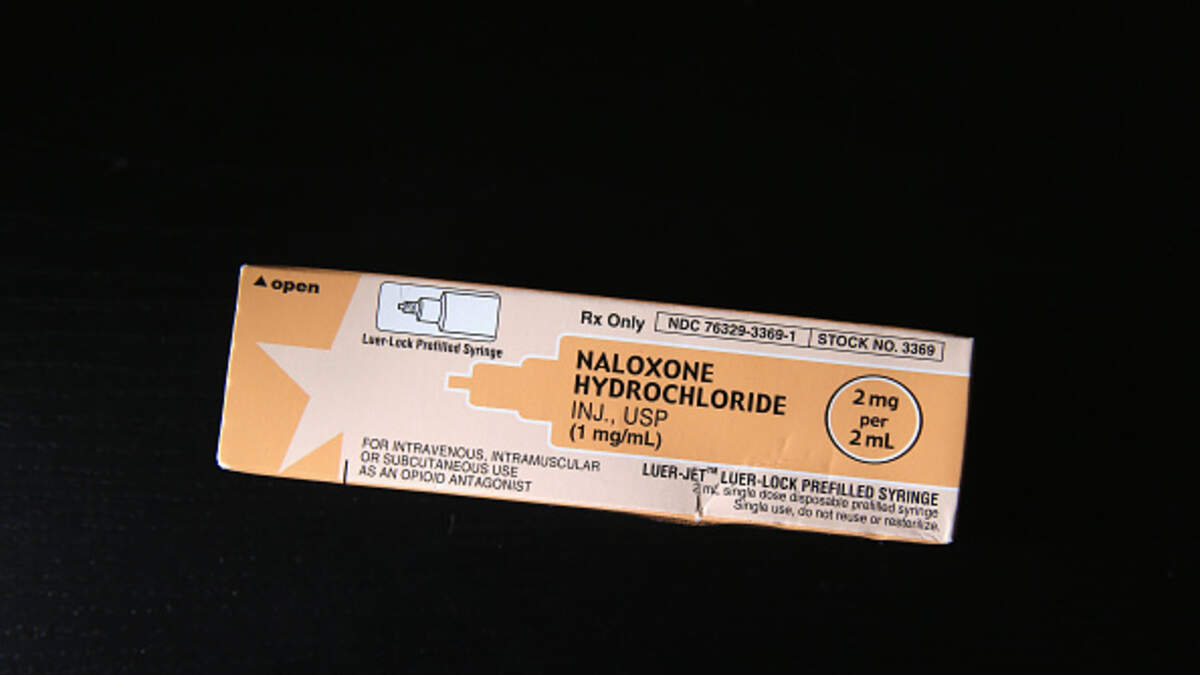 ▲open
Luer-Lock Prefilled Syringe
Rx Only NDC 76329-3369-1 STOCK NO. 3369
NALOXONE
HYDROCHLORIDE
INJ., USP
(1 mg/mL)
2 mg
per
2 mL
FOR INTRAVENOUS, INTRAMUSCULAR
OR SUBCUTANEOUS USE
AS AN OPIOID ANTAGONIST
LUER-JET™ LUER-LOCK PREFILLED SYRINGE
2 mL single dose disposable prefilled syringe
Single use, do not reuse or resterilize.